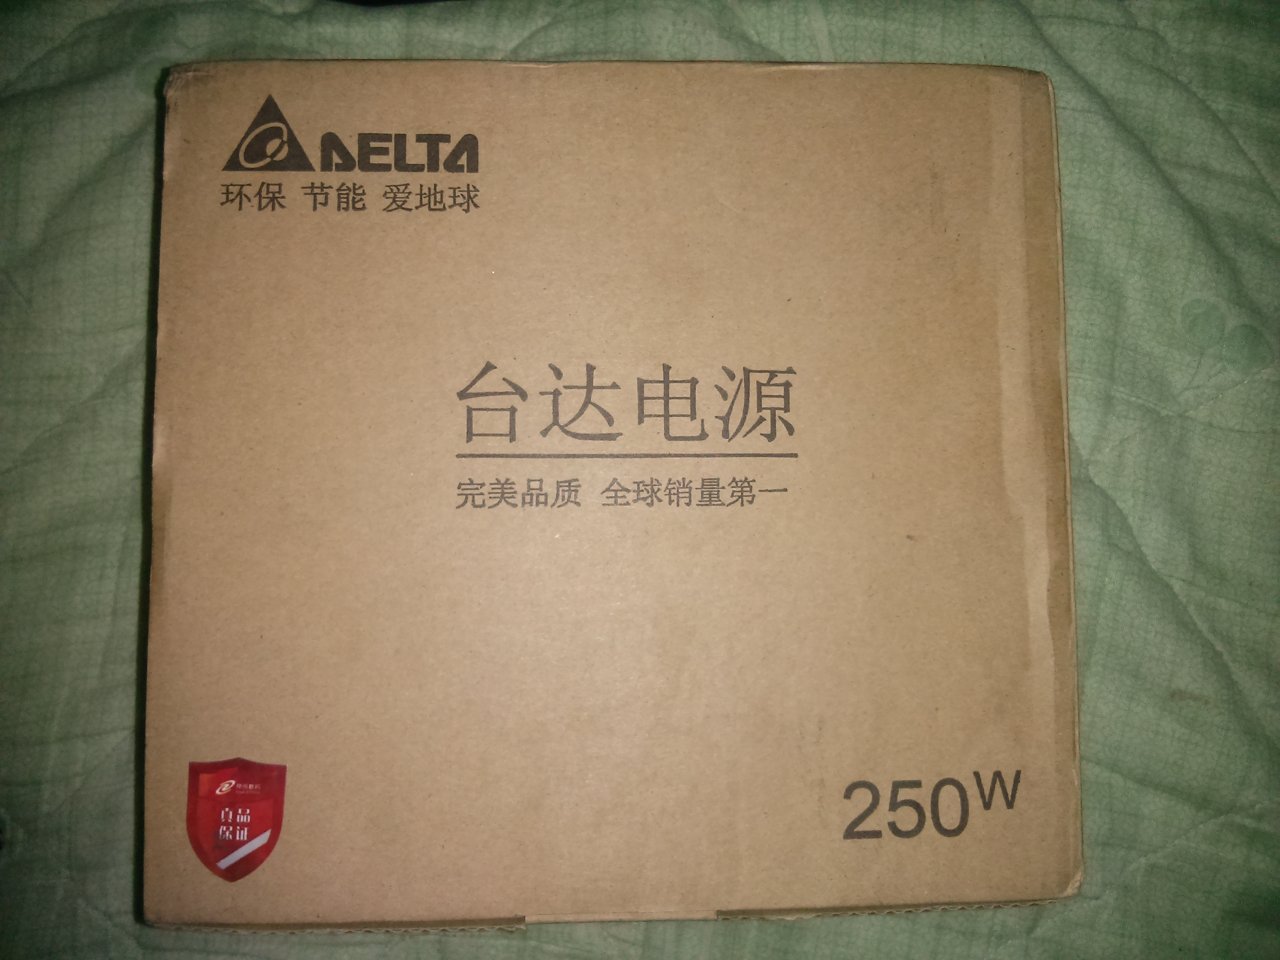 DELTA
环保 节能 爱地球
台达电源
完美品质 全球销量第一
真品
保证
250W